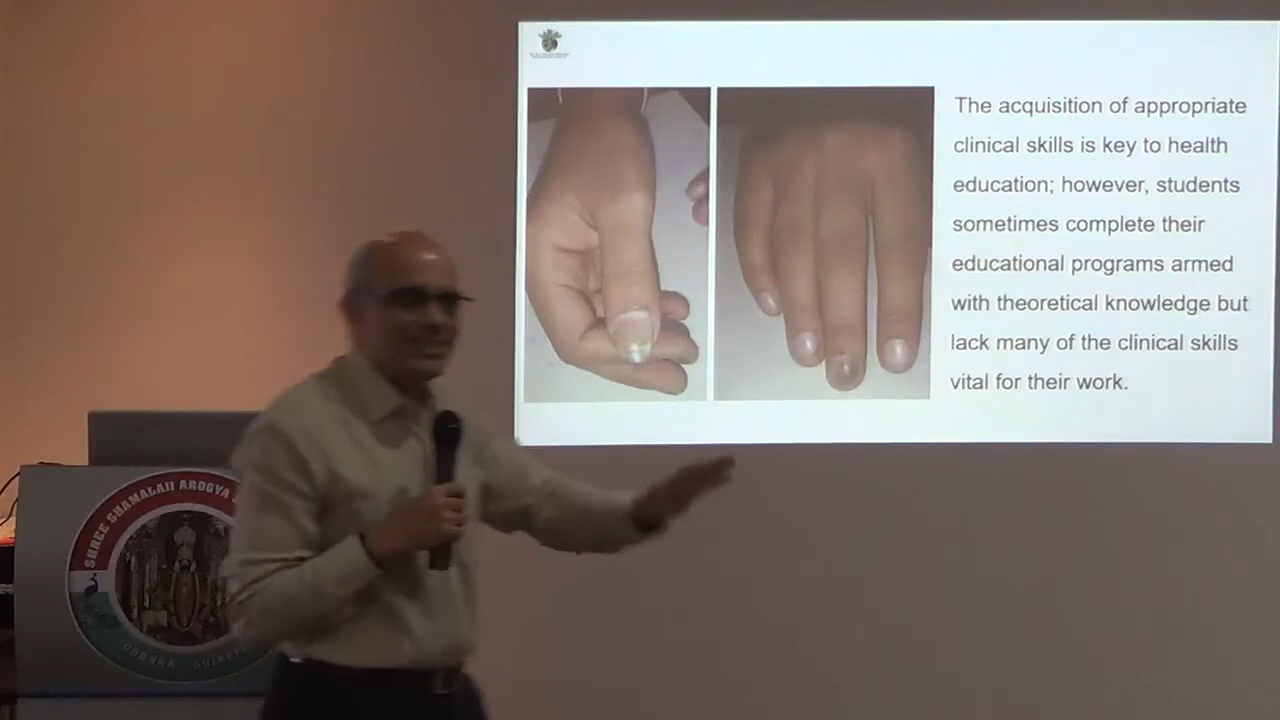 The acquisition of appropriate
clinical skills is key to health
education; however, students
sometimes complete their
educational programs armed
with theoretical knowledge but
lack many of the clinical skills
vital for their work.
SHREE SHAMALAJI AROGYA